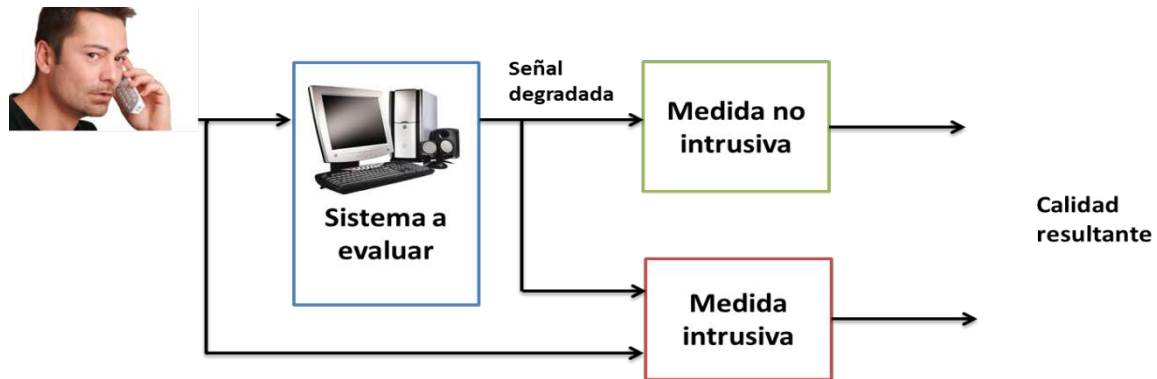 Señal
degradada
Medida no
intrusiva
Sistema a
evaluar
Calidad
resultante
Medida
intrusiva